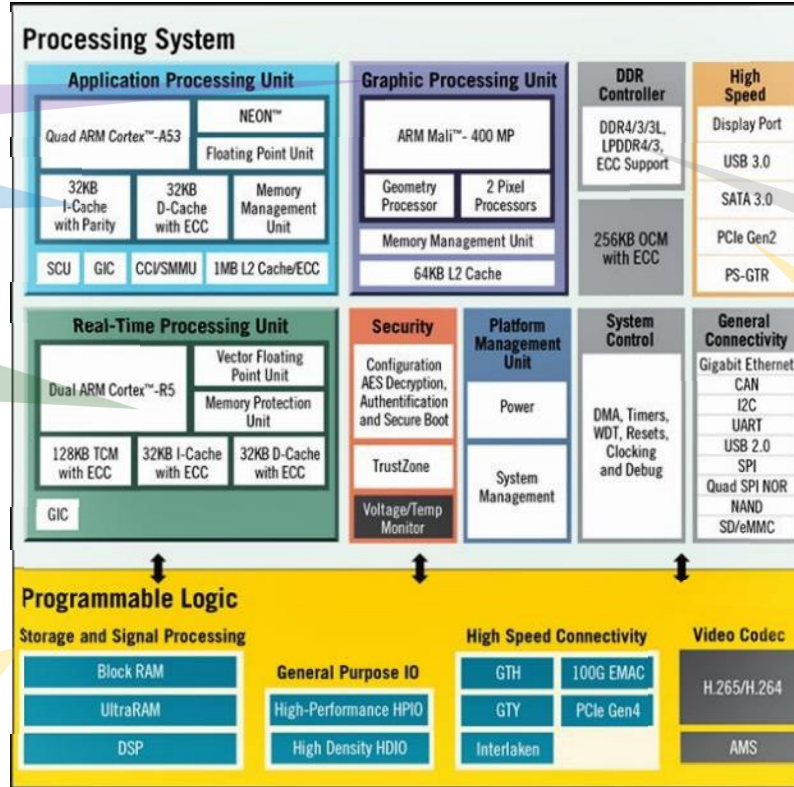 Processing System
Application Processing Unit
Quad ARM Cortex™-A53
NEON™
Floating Point Unit
32KB
I-Cache
with Parity
32KB
D-Cache
with ECC
Memory
Management
Unit
SCU
GIC
CCI/SMMU
1MB L2 Cache/ECC
Graphic Processing Unit
ARM Mali™- 400 MP
Geometry
Processor
2 Pixel
Processors
Memory Management Unit
64KB L2 Cache
DDR
Controller
DDR4/3/3L,
LPDDR4/3,
ECC Support
256KB OCM
with ECC
High
Speed
Display Port
USB 3.0
SATA 3.0
PCIe Gen2
PS-GTR
Real-Time Processing Unit
Dual ARM Cortex™-R5
Vector Floating
Point Unit
Memory Protection
Unit
128KB TCM
with ECC
32KB I-Cache
with ECC
32KB D-Cache
with ECC
GIC
Security
Configuration
AES Decryption,
Authentification
and Secure Boot
TrustZone
Voltage/Temp
Monitor
Platform
Management
Unit
Power
System
Management
System
Control
DMA, Timers,
WDT, Resets,
Clocking
and Debug
General
Connectivity
Gigabit Ethernet
CAN
I2C
UART
USB 2.0
SPI
Quad SPI NOR
NAND
SD/eMMC
Programmable Logic
Storage and Signal Processing
Block RAM
UltraRAM
DSP
General Purpose IO
High-Performance HPIO
High Density HDIO
High Speed Connectivity
GTH
100G EMAC
GTY
PCIe Gen4
Interlaken
Video Codec
H.265/H.264
AMS